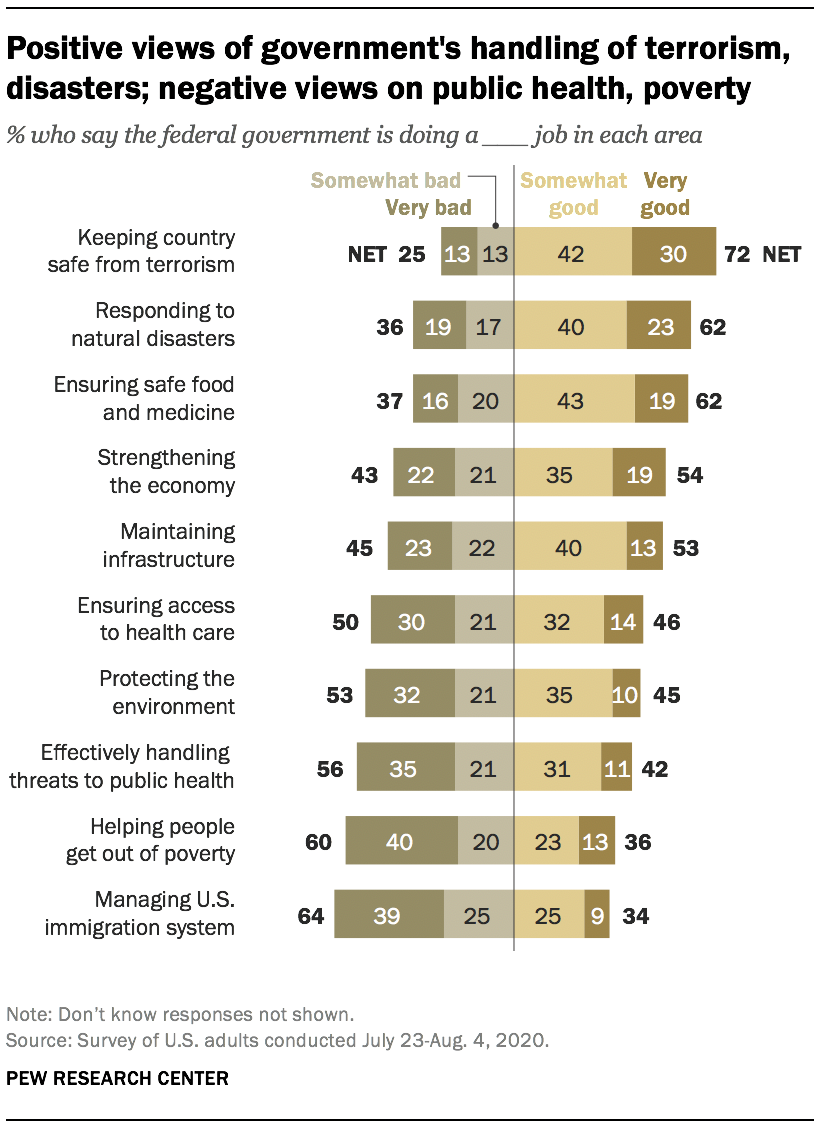 Positive views of government's handling of terrorism,
disasters; negative views on public health, poverty
% who say the federal government is doing a ____ job in each area
Somewhat bad
Very bad
Somewhat good
Very good
Keeping country
safe from terrorism
NET 25 13 13 42 30 72 NET
Responding to
natural disasters
36 19 17 40 23 62
Ensuring safe food
and medicine
37 16 20 43 19 62
Strengthening
the economy
43 22 21 35 19 54
Maintaining
infrastructure
45 23 22 40 13 53
Ensuring access
to health care
50 30 21 32 14 46
Protecting the
environment
53 32 21 35 10 45
Effectively handling
threats to public health
56 35 21 31 11 42
Helping people
get out of poverty
60 40 20 23 13 36
Managing U.S.
immigration system
64 39 25 25 9 34
Note: Don’t know responses not shown.
Source: Survey of U.S. adults conducted July 23-Aug. 4, 2020.
PEW RESEARCH CENTER